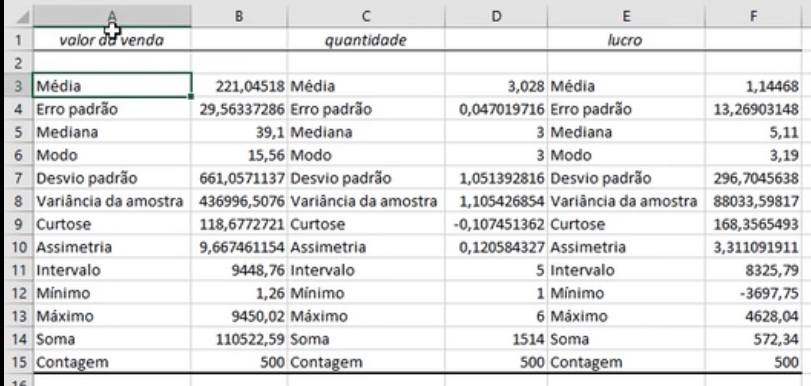 A B C D E F
1 valor da venda quantidade lucro
2
3 Média 221,04518 Média 3,028 Média 1,14468
4 Erro padrão 29,56337286 Erro padrão 0,047019716 Erro padrão 13,26903148
5 Mediana 39,1 Mediana 3 Mediana 5,11
6 Modo 15,56 Modo 3 Modo 3,19
7 Desvio padrão 661,0571137 Desvio padrão 1,051392816 Desvio padrão 296,7045638
8 Variância da amostra 436996,5076 Variância da amostra 1,105426854 Variância da amostra 88033,59817
9 Curtose 118,6772721 Curtose -0,107451362 Curtose 168,3565493
10 Assimetria 9,667461154 Assimetria 0,120584327 Assimetria 3,311091911
11 Intervalo 9448,76 Intervalo 5 Intervalo 8325,79
12 Mínimo 1,26 Mínimo 1 Mínimo -3697,75
13 Máximo 9450,02 Máximo 6 Máximo 4628,04
14 Soma 110522,59 Soma 1514 Soma 572,34
15 Contagem 500 Contagem 500 Contagem 500
16